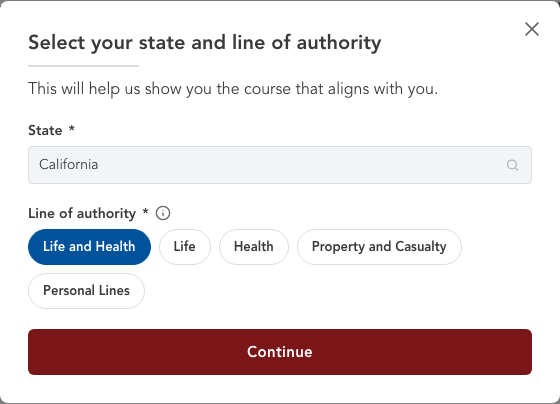 Select your state and line of authority
This will help us show you the course that aligns with you.
State *
California
Line of authority *
Life and Health Life Health Property and Casualty
Personal Lines
Continue